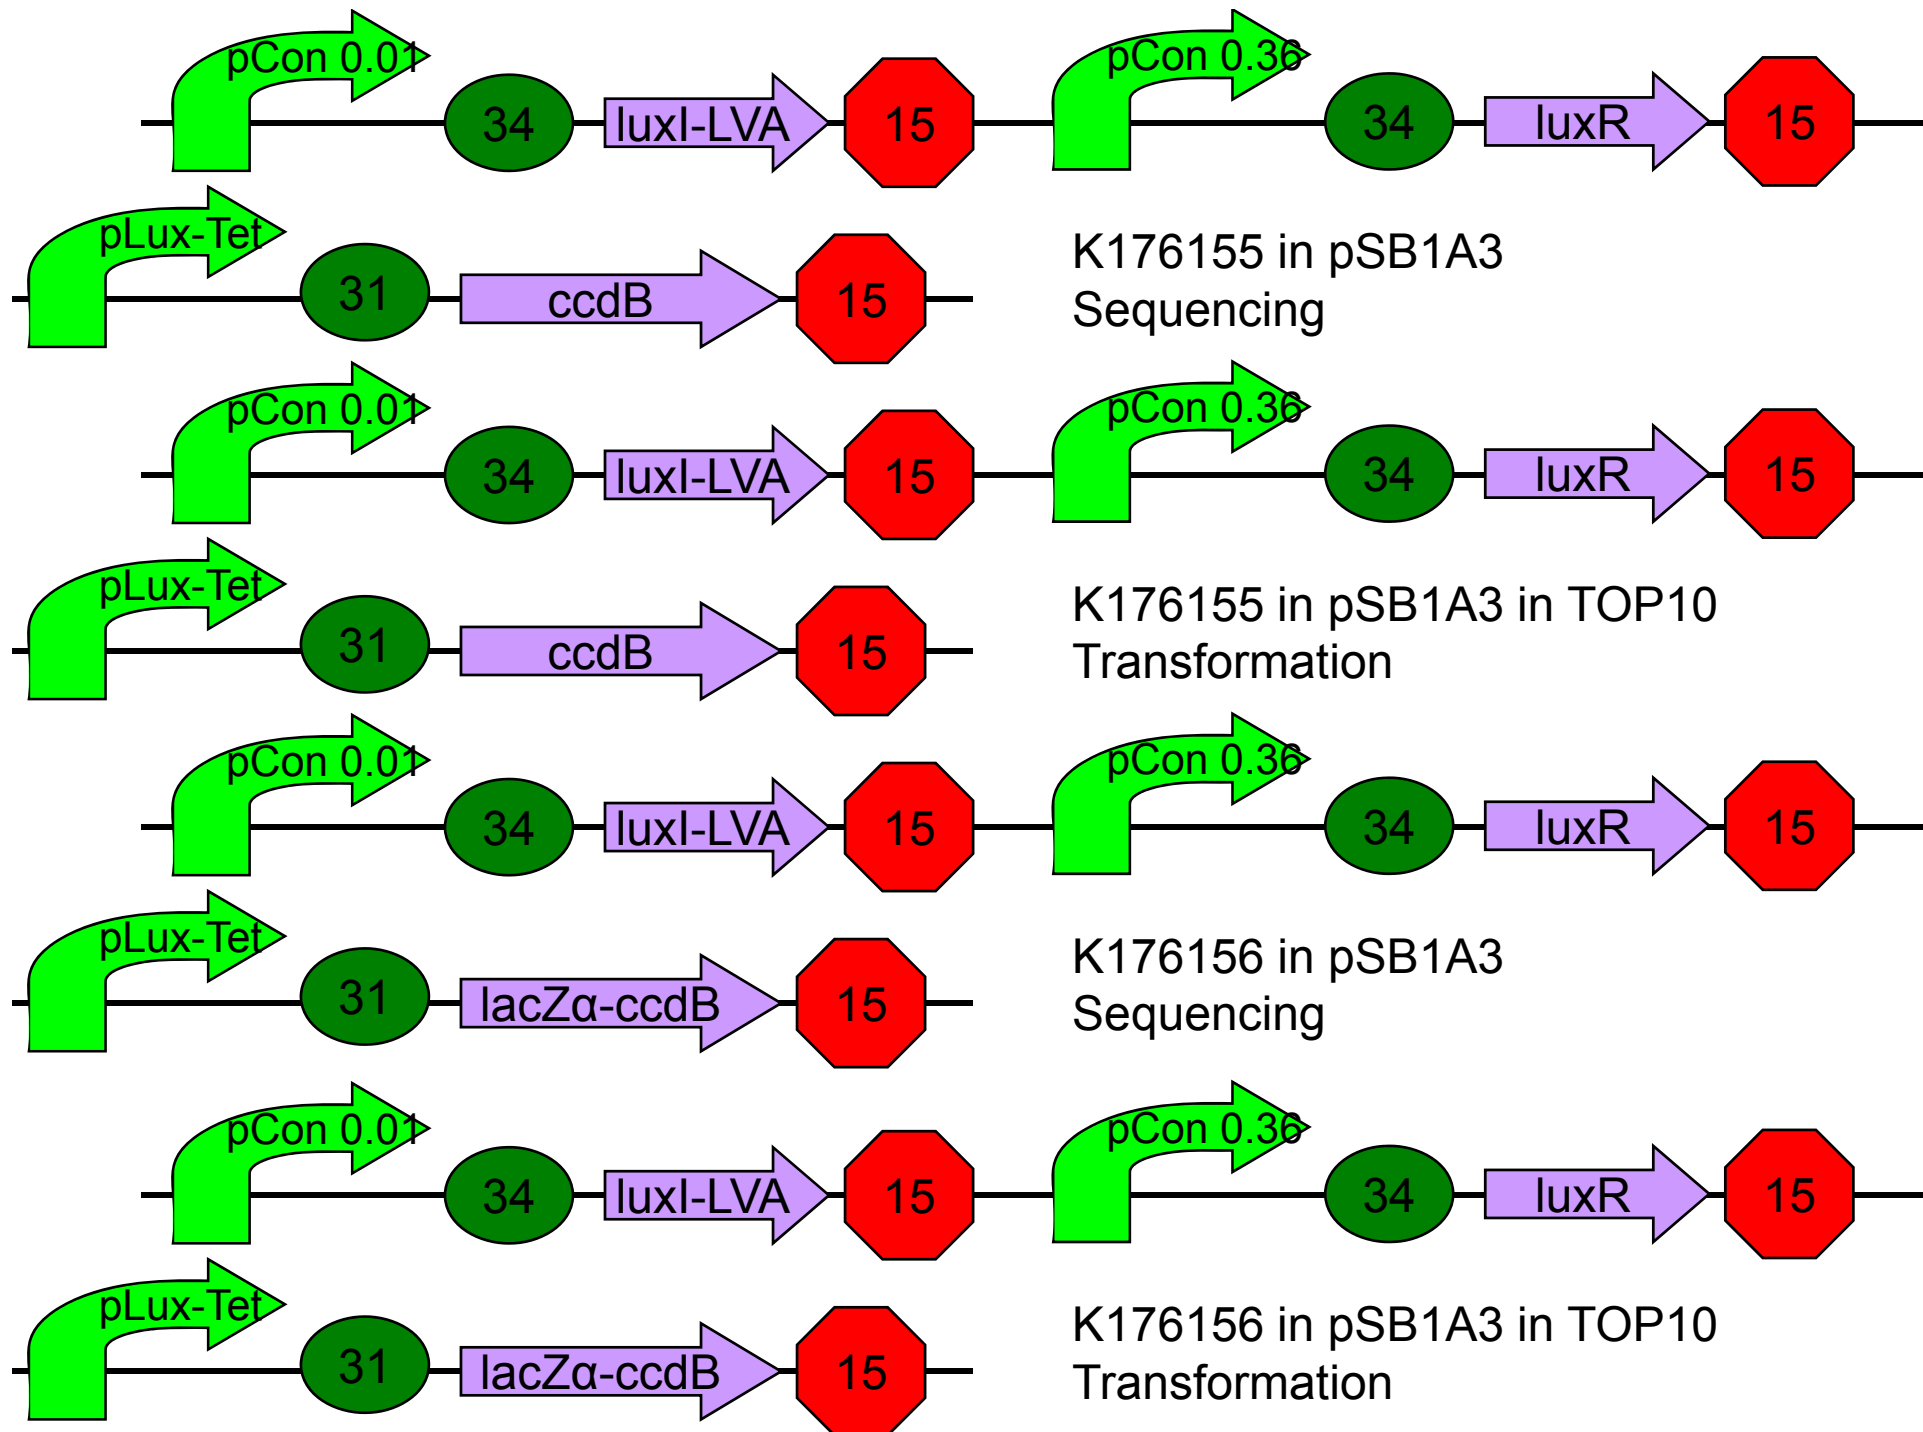 pCon 0.01 pCon 0.36
34 luxI-LVA 15 34 luxR 15
pLux-Tet
31 ccdB 15
K176155 in pSB1A3
Sequencing
pCon 0.01 pCon 0.36
34 luxI-LVA 15 34 luxR 15
pLux-Tet
31 ccdB 15
K176155 in pSB1A3 in TOP10
Transformation
pCon 0.01 pCon 0.36
34 luxI-LVA 15 34 luxR 15
pLux-Tet
31 lacZα-ccdB 15
K176156 in pSB1A3
Sequencing
pCon 0.01 pCon 0.36
34 luxI-LVA 15 34 luxR 15
pLux-Tet
31 lacZα-ccdB 15
K176156 in pSB1A3 in TOP10
Transformation